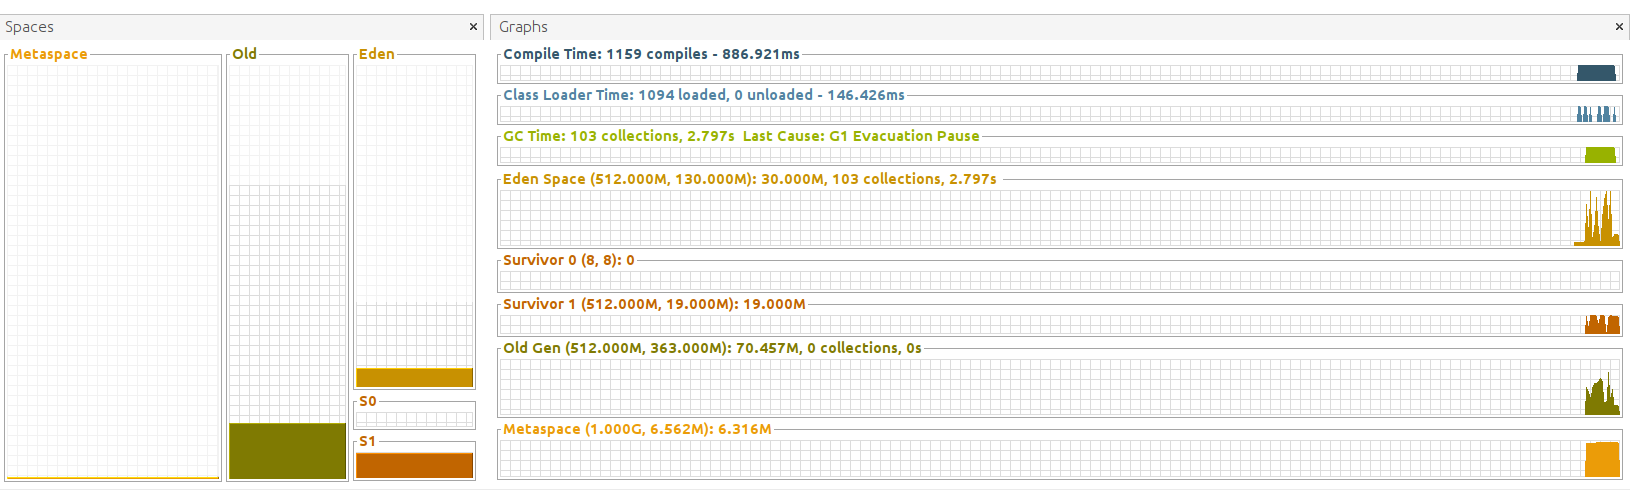 Spaces
Metaspace
Old
Eden
S0
S1
Graphs
Compile Time: 1159 compiles - 886.921ms
Class Loader Time: 1094 loaded, 0 unloaded - 146.426ms
GC Time: 103 collections, 2.797s  Last Cause: G1 Evacuation Pause
Eden Space (512.000M, 130.000M): 30.000M, 103 collections, 2.797s
Survivor 0 (8, 8): 0
Survivor 1 (512.000M, 19.000M): 19.000M
Old Gen (512.000M, 363.000M): 70.457M, 0 collections, 0s
Metaspace (1.000G, 6.562M): 6.316M